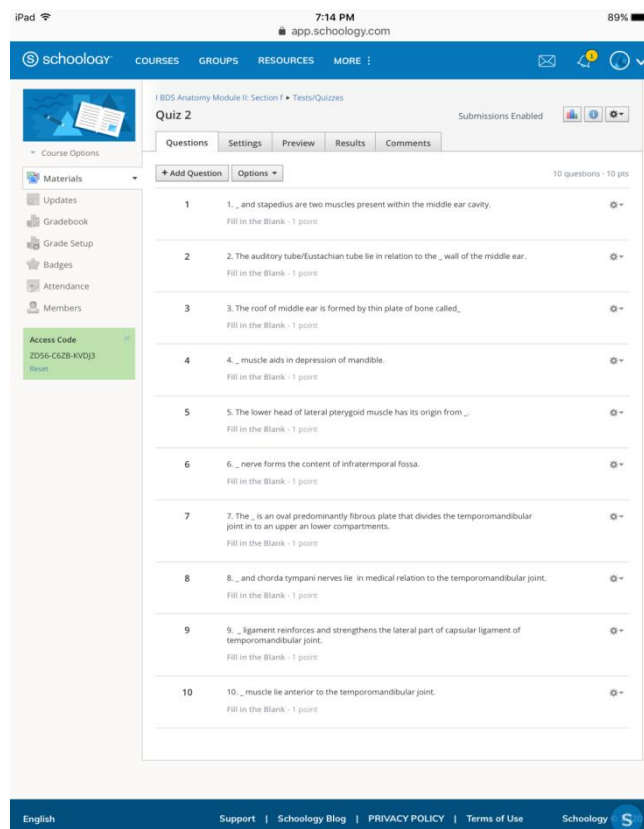 iPad
7:14 PM
89%
app.schoology.com
S schoology COURSES GROUPS RESOURCES MORE
1
I BDS Anatomy Module II: Section f ▸ Tests/Quizzes
Quiz 2
Submissions Enabled
Course Options
Materials
Updates
Gradebook
Grade Setup
Badges
Attendance
Members
Access Code
ZD56-C6ZB-KVDJ3
Reset
Questions Settings Preview Results Comments
+ Add Question Options
10 questions · 10 pts
1 1. _ and stapedius are two muscles present within the middle ear cavity.
Fill in the Blank - 1 point
2 2. The auditory tube/Eustachian tube lie in relation to the _ wall of the middle ear.
Fill in the Blank - 1 point
3 3. The roof of middle ear is formed by thin plate of bone called_
Fill in the Blank - 1 point
4 4. _ muscle aids in depression of mandible.
Fill in the Blank - 1 point
5 5. The lower head of lateral pterygoid muscle has its origin from _.
Fill in the Blank - 1 point
6 6. _ nerve forms the content of infratermporal fossa.
Fill in the Blank - 1 point
7 7. The _ is an oval predominantly fibrous plate that divides the temporomandibular
joint in to an upper an lower compartments.
Fill in the Blank - 1 point
8 8. _ and chorda tympani nerves lie in medical relation to the temporomandibular joint.
Fill in the Blank - 1 point
9 9. _ ligament reinforces and strengthens the lateral part of capsular ligament of
temporomandibular joint.
Fill in the Blank - 1 point
10 10. _ muscle lie anterior to the temporomandibular joint.
Fill in the Blank - 1 point
English
Support | Schoology Blog | PRIVACY POLICY | Terms of Use
Schoology ©
S